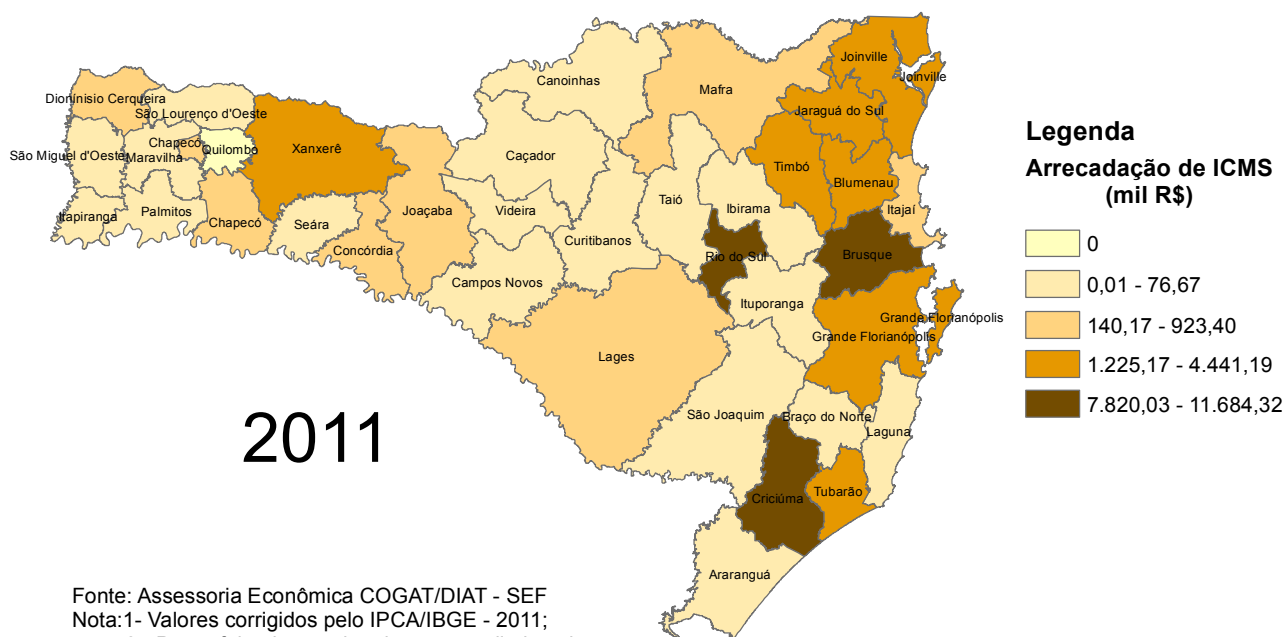 Joinville
Joinville
Canoinhas
Mafra
Dionínisio Cerqueira
São Lourenço d'Oeste
Jaraguá do Sul
Chapecó
Quilombo
Xanxerê
São Miguel d'Oeste
Maravilha
Caçador
Timbó
Blumenau
Taió
Ibirama
Itajaí
Itapiranga
Palmitos
Chapecó
Seára
Joaçaba
Videira
Curitibanos
Concórdia
Rio do Sul
Brusque
Campos Novos
Ituporanga
Grande Florianópolis
Grande Florianópolis
Lages
São Joaquim
Braço do Norte
Laguna
Criciúma
Tubarão
Araranguá
2011
Legenda
Arrecadação de ICMS
(mil R$)
0
0,01 - 76,67
140,17 - 923,40
1.225,17 - 4.441,19
7.820,03 - 11.684,32
Fonte: Assessoria Econômica COGAT/DIAT - SEF
Nota:1- Valores corrigidos pelo IPCA/IBGE - 2011;